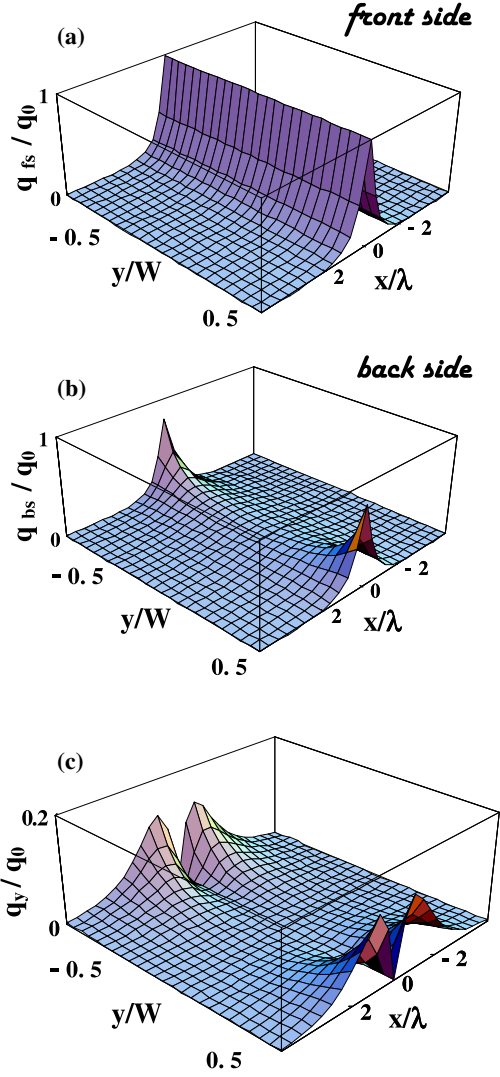 front side
(a)
1
q fs / q0
0
- 0.5
y/W
0.5
2
0
- 2
x/λ
back side
(b)
1
q bs / q0
0
- 0.5
y/W
0.5
2
0
- 2
x/λ
(c)
0.2
qy / q0
0
- 0.5
y/W
0.5
2
0
- 2
x/λ